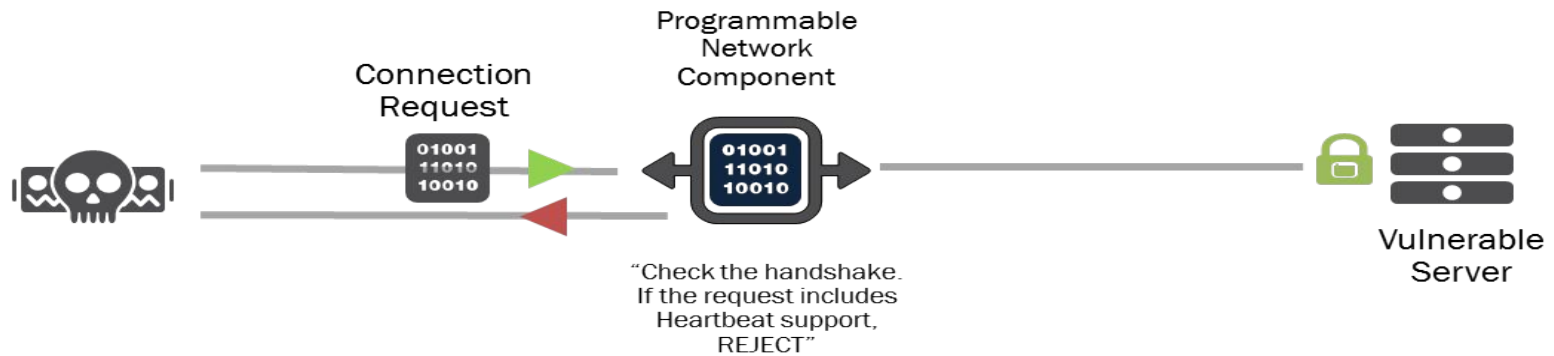 Programmable
Network
Component
Connection
Request
01001
11010
10010
01001
11010
10010
Vulnerable
Server
“Check the handshake.
If the request includes
Heartbeat support,
REJECT”